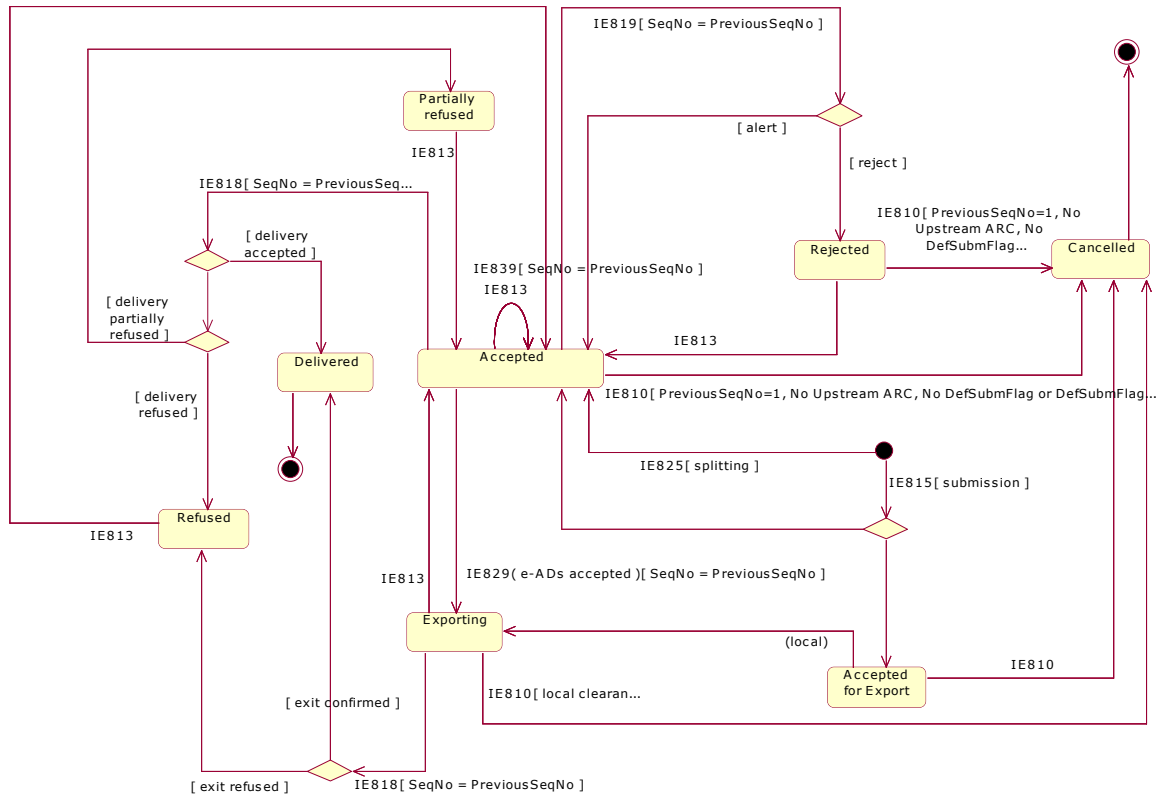 IE819[ SeqNo = PreviousSeqNo ]
Partially
refused
[ alert ]
IE813
[ reject ]
IE818[ SeqNo = PreviousSeq...
IE810[ PreviousSeqNo=1, No
Upstream ARC, No
DefSubmFlag...
[ delivery
accepted ]
Rejected
Cancelled
IE839[ SeqNo = PreviousSeqNo ]
IE813
[ delivery
partially
refused ]
IE813
Accepted
Delivered
IE810[ PreviousSeqNo=1, No Upstream ARC, No DefSubmFlag or DefSubmFlag...
[ delivery
refused ]
IE825[ splitting ]
IE815[ submission ]
Refused
IE813
IE813
IE829( e-ADs accepted )[ SeqNo = PreviousSeqNo ]
Exporting
(local)
IE810
Accepted
for Export
IE810[ local clearan...
[ exit confirmed ]
IE818[ SeqNo = PreviousSeqNo ]
[ exit refused ]